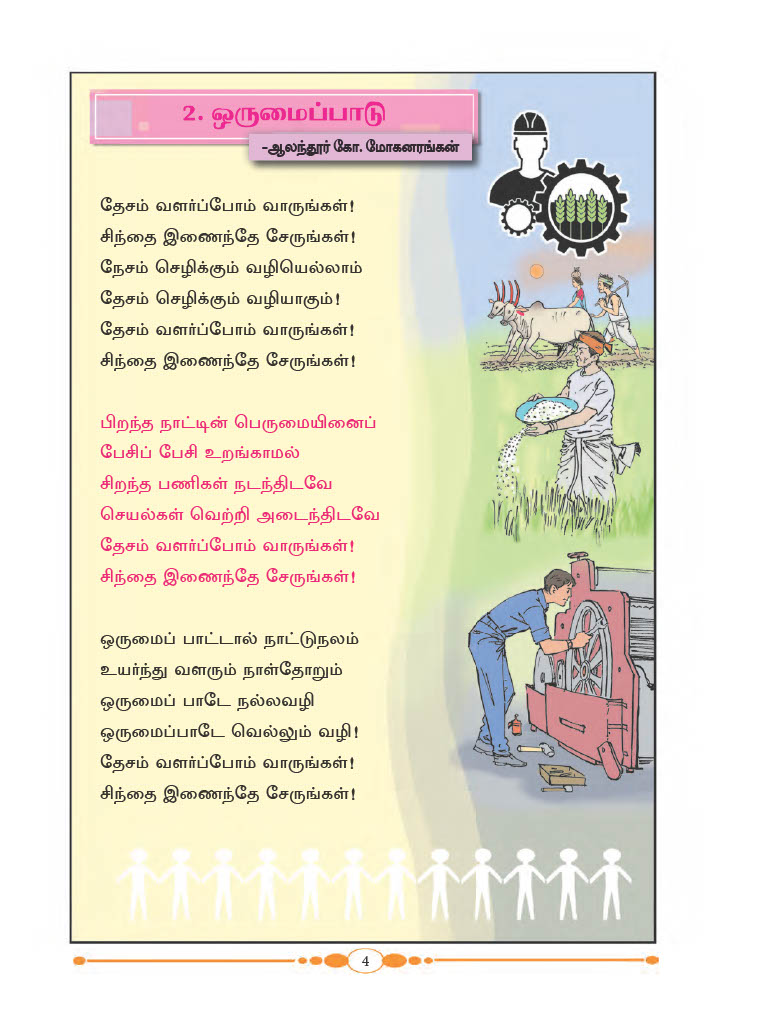 2. ஒருமைப்பாடு
-ஆலந்தூர் கோ. மோகனரங்கன்
தேசம் வளர்ப்போம் வாருங்கள்!
சிந்தை இணைந்தே சேருங்கள்!
நேசம் செழிக்கும் வழியெல்லாம்
தேசம் செழிக்கும் வழியாகும்!
தேசம் வளர்ப்போம் வாருங்கள்!
சிந்தை இணைந்தே சேருங்கள்!
பிறந்த நாட்டின் பெருமையினைப்
பேசிப் பேசி உறங்காமல்
சிறந்த பணிகள் நடந்திடவே
செயல்கள் வெற்றி அடைந்திடவே
தேசம் வளர்ப்போம் வாருங்கள்!
சிந்தை இணைந்தே சேருங்கள்!
ஒருமைப் பாட்டால் நாட்டுநலம்
உயர்ந்து வளரும் நாள்தோறும்
ஒருமைப் பாடே நல்லவழி
ஒருமைப்பாடே வெல்லும் வழி!
தேசம் வளர்ப்போம் வாருங்கள்!
சிந்தை இணைந்தே சேருங்கள்!
4